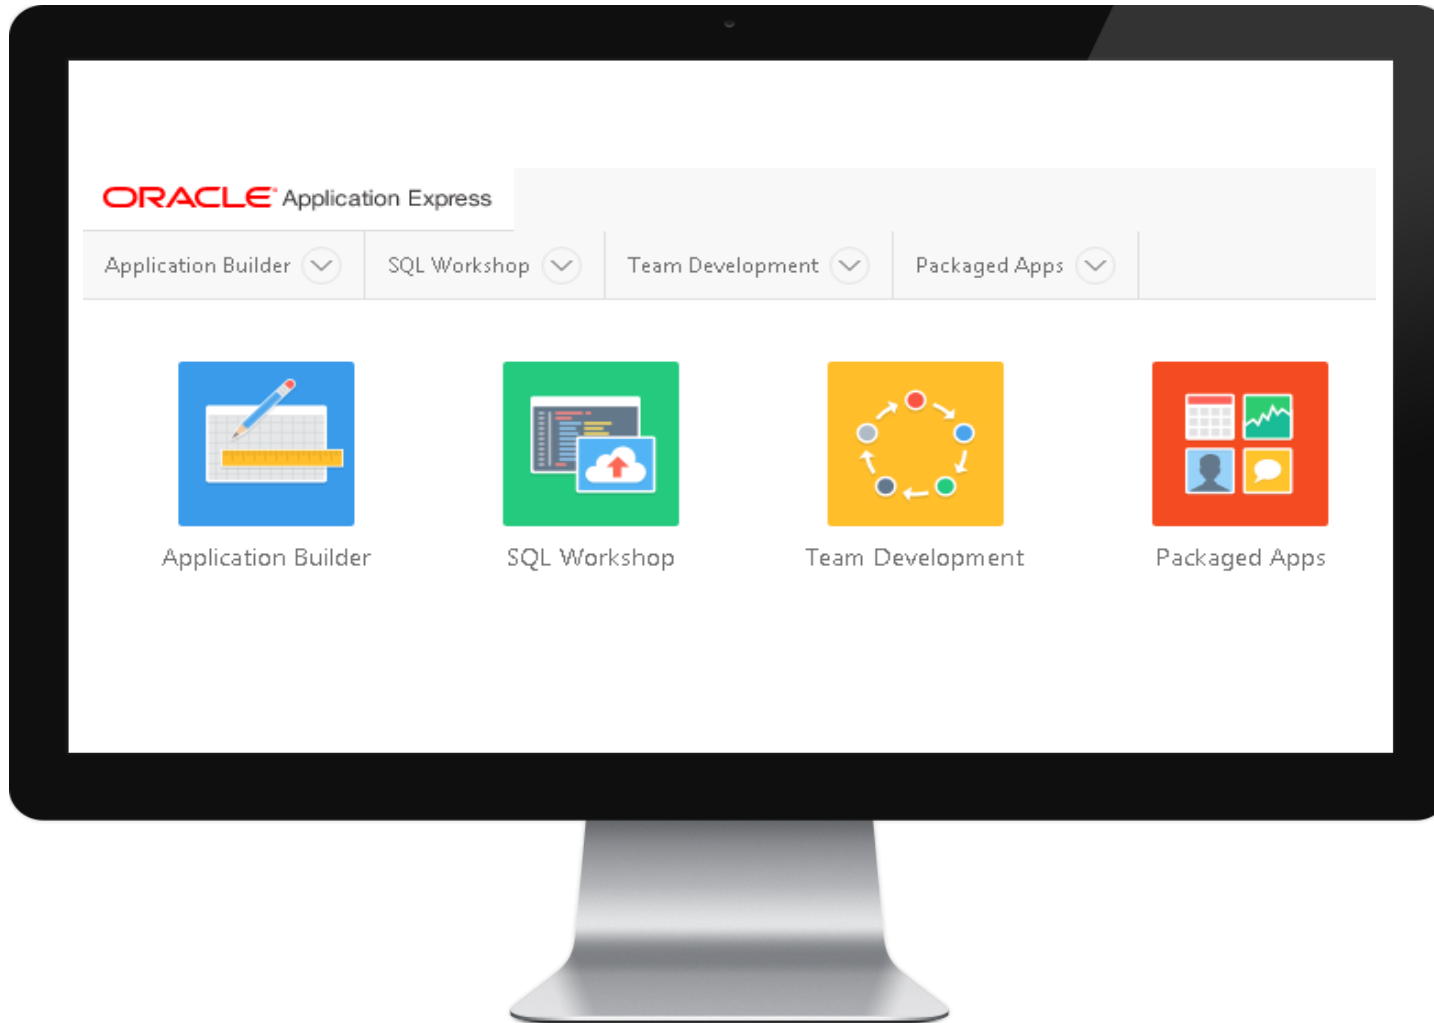 ORACLE Application Express
Application Builder SQL Workshop Team Development Packaged Apps
Application Builder SQL Workshop Team Development Packaged Apps